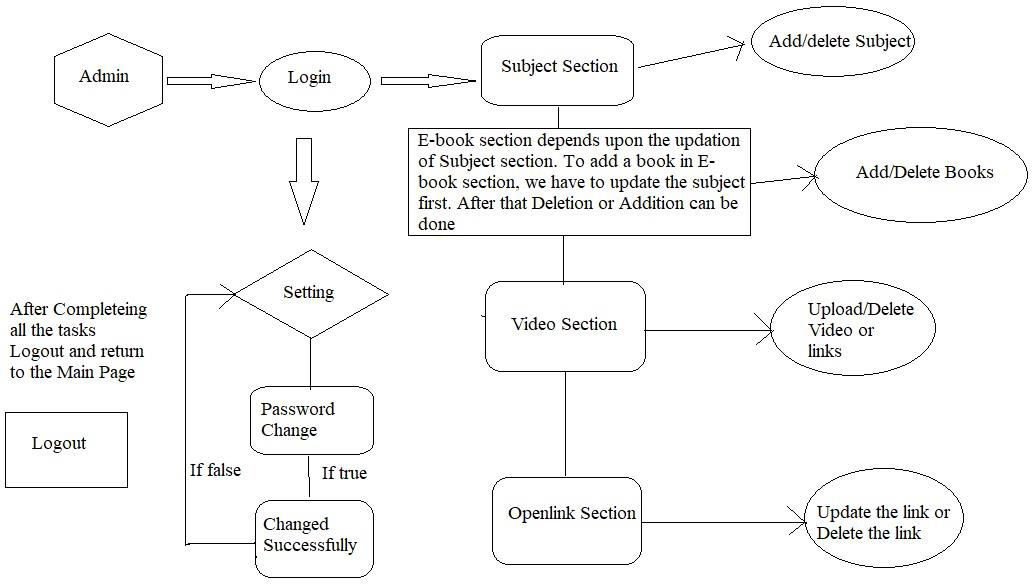 Admin
Login
Subject Section
Add/delete Subject
E-book section depends upon the updation
of Subject section. To add a book in E-
book section, we have to update the subject
first. After that Deletion or Addition can be
done
Add/Delete Books
Setting
After Completeing
all the tasks
Logout and return
to the Main Page
Video Section
Upload/Delete
Video or
links
Password
Change
Logout
If false
If true
Changed
Successfully
Openlink Section
Update the link or
Delete the link